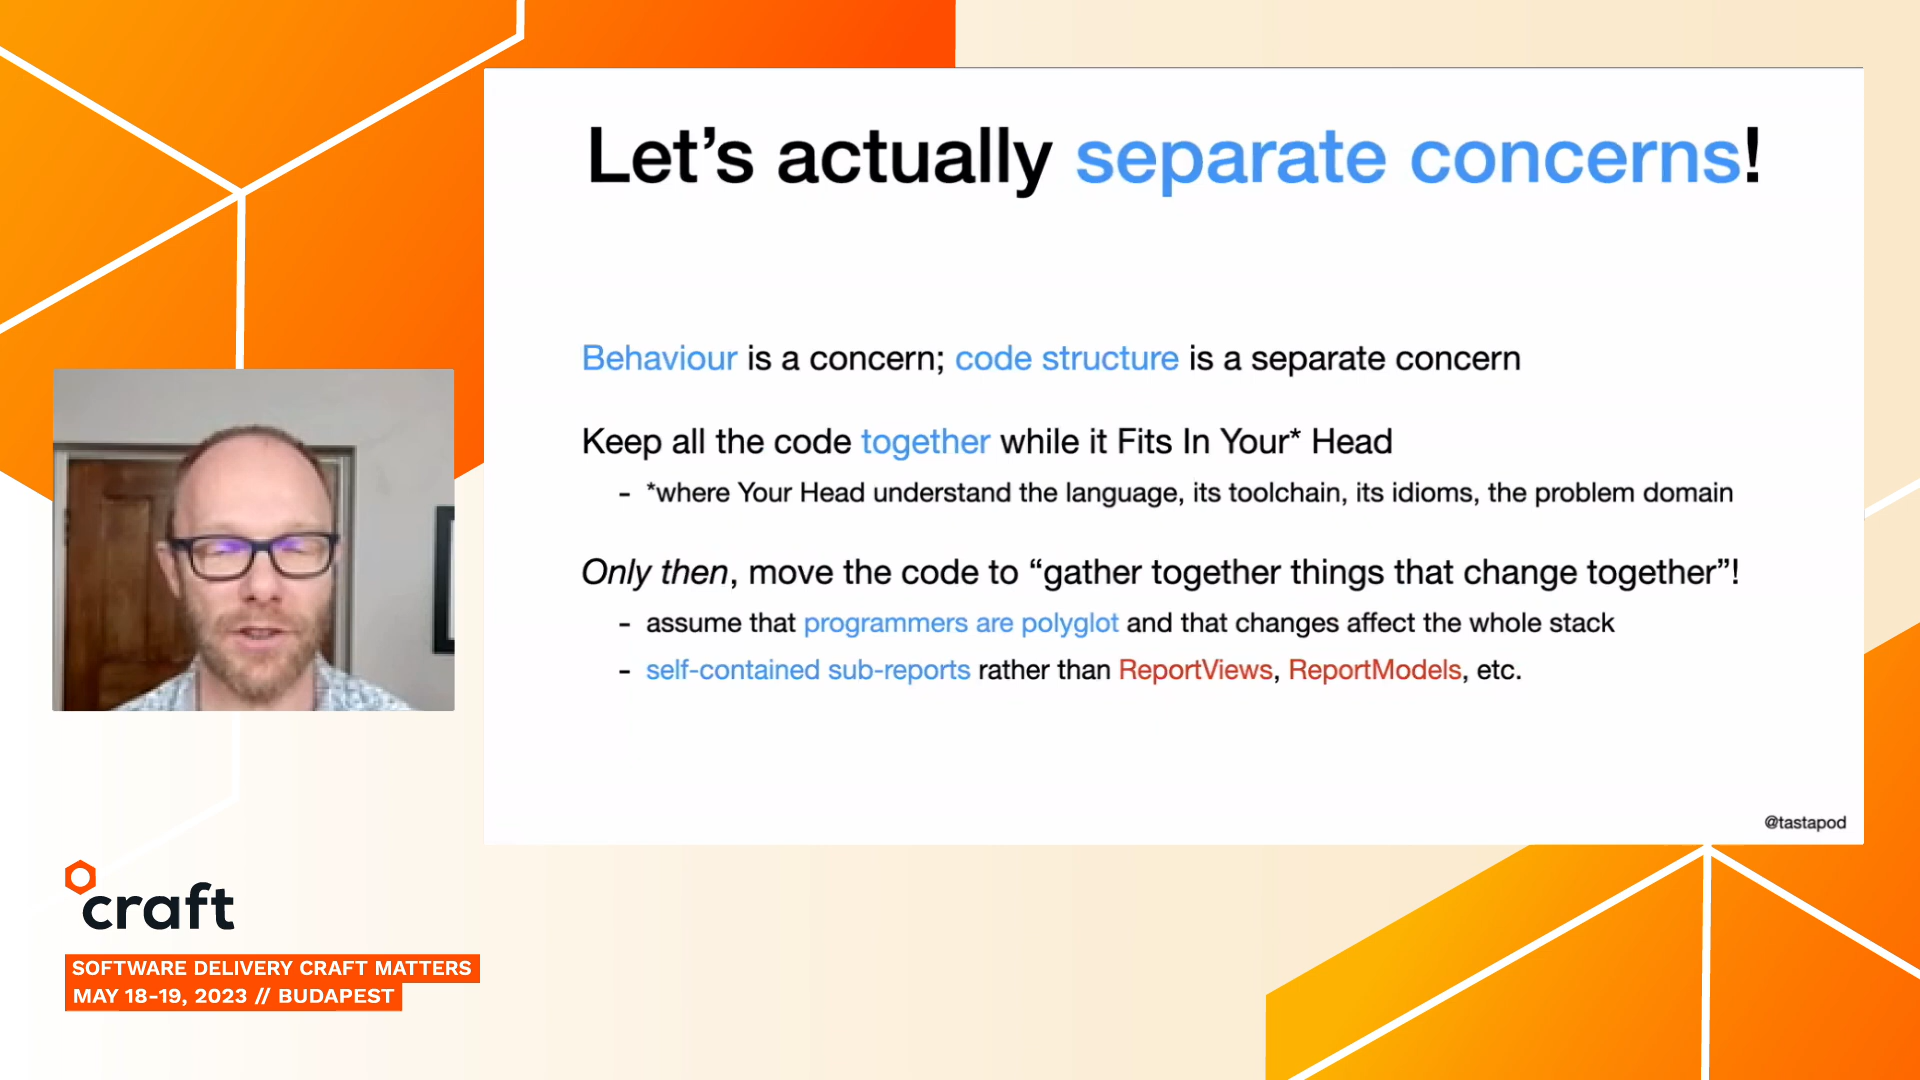 Let’s actually separate concerns!
Behaviour is a concern; code structure is a separate concern
Keep all the code together while it Fits In Your* Head
- *where Your Head understand the language, its toolchain, its idioms, the problem domain
Only then, move the code to “gather together things that change together”!
- assume that programmers are polyglot and that changes affect the whole stack
- self-contained sub-reports rather than ReportViews, ReportModels, etc.
@tastapod
craft
SOFTWARE DELIVERY CRAFT MATTERS
MAY 18-19, 2023 // BUDAPEST